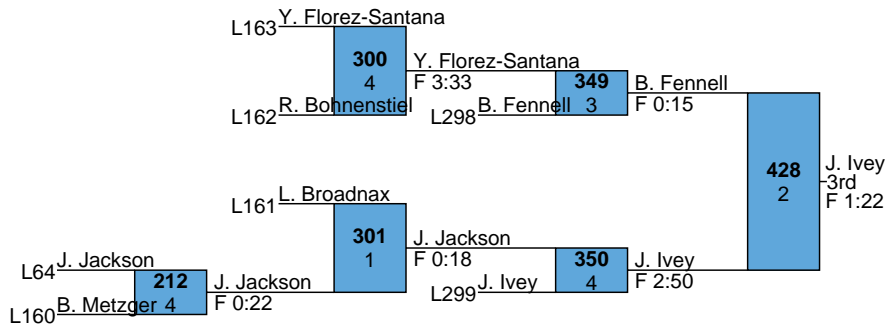 L163 Y. Florez-Santana
300
4
Y. Florez-Santana
F 3:33
L162 R. Bohnenstiel
L298 B. Fennell
349
3
B. Fennell
F 0:15
428
2
J. Ivey
3rd
F 1:22
L161 L. Broadnax
301
1
J. Jackson
F 0:18
L64 J. Jackson
212
4
J. Jackson
F 0:22
L160 B. Metzger
L299 J. Ivey
350
4
J. Ivey
F 2:50